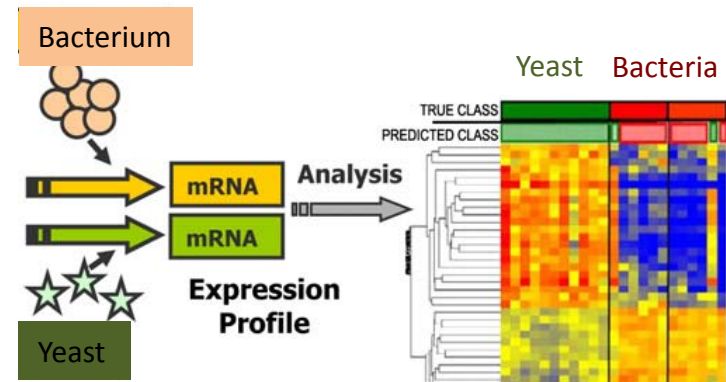 Bacterium
Yeast Bacteria
TRUE CLASS
PREDICTED CLASS
mRNA
Analysis
mRNA
Expression
Profile
Yeast